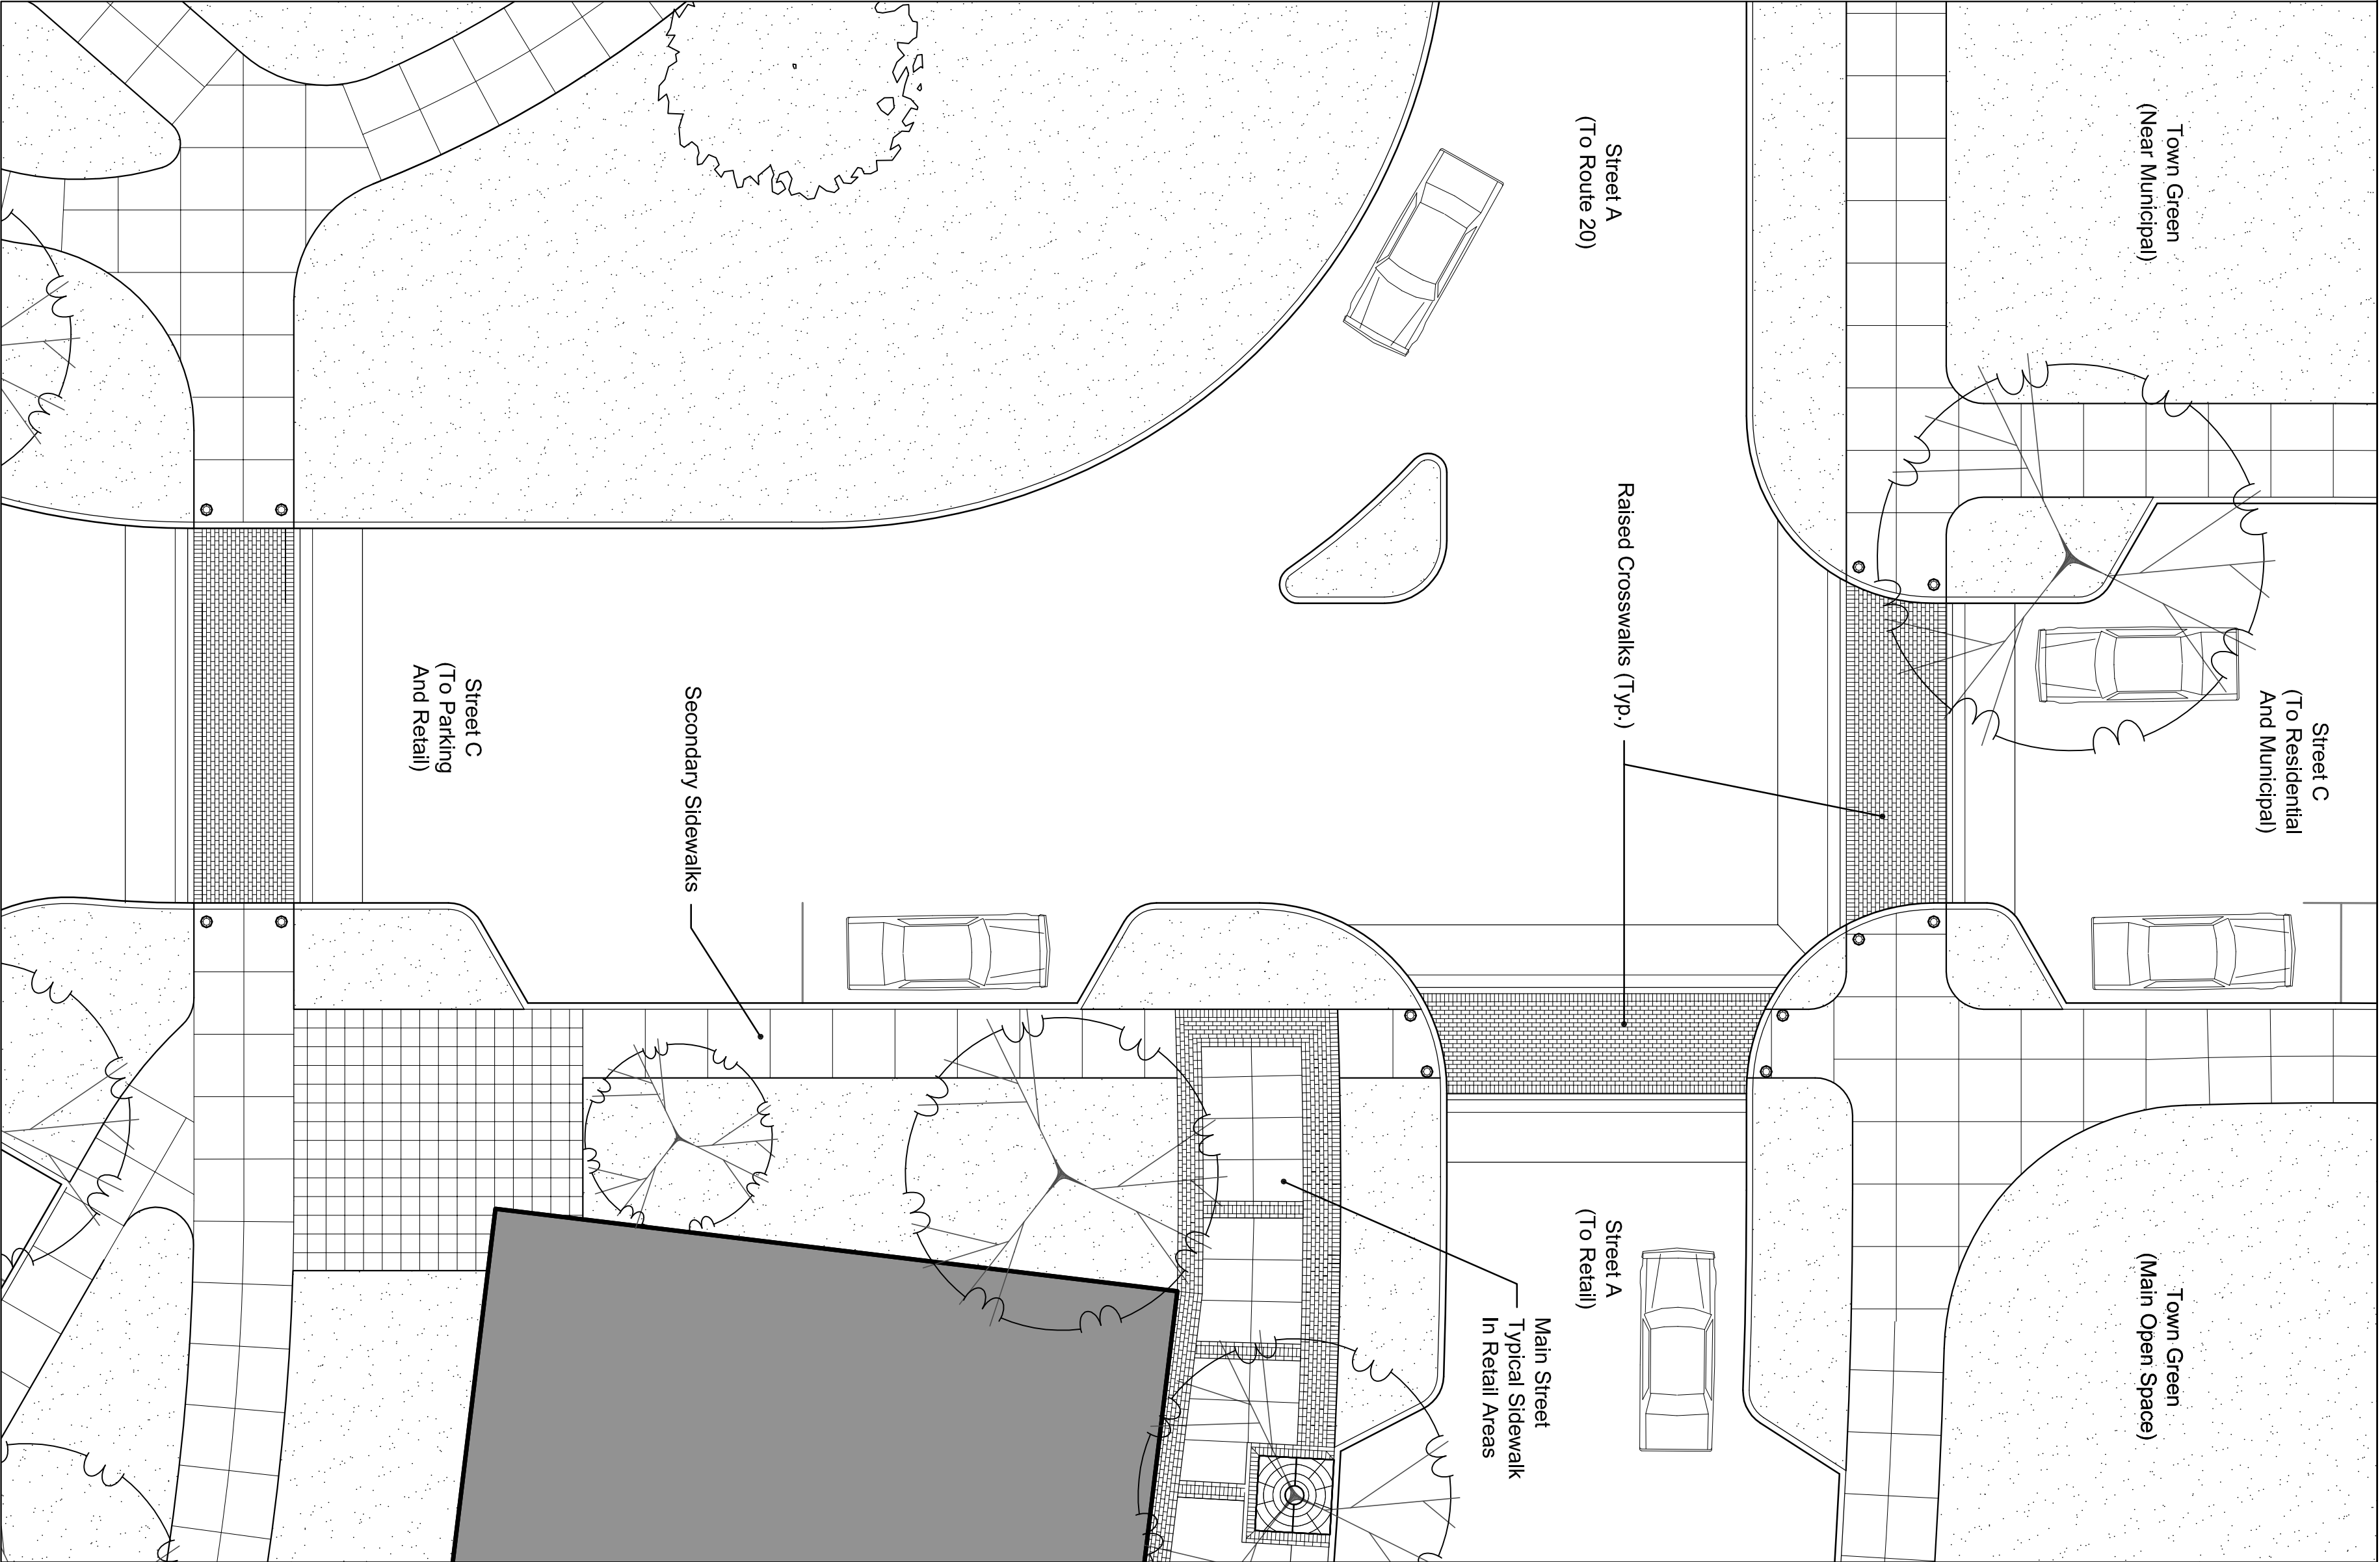 Town Green
(Near Municipal)
Street A
(To Route 20)
Raised Crosswalks (Typ.)
Street C
(To Residential
And Municipal)
Street C
(To Parking
And Retail)
Secondary Sidewalks
Street A
(To Retail)
Main Street
Typical Sidewalk
In Retail Areas
Town Green
(Main Open Space)